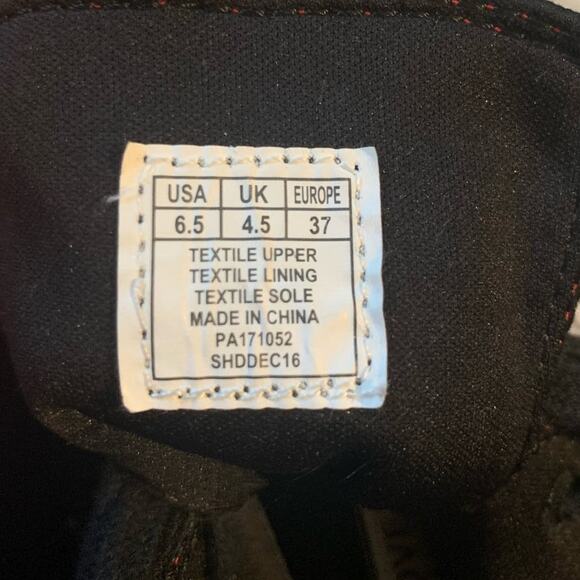 USA UK EUROPE
6.5 4.5 37
TEXTILE UPPER
TEXTILE LINING
TEXTILE SOLE
MADE IN CHINA
PA171052
SHDDEC16